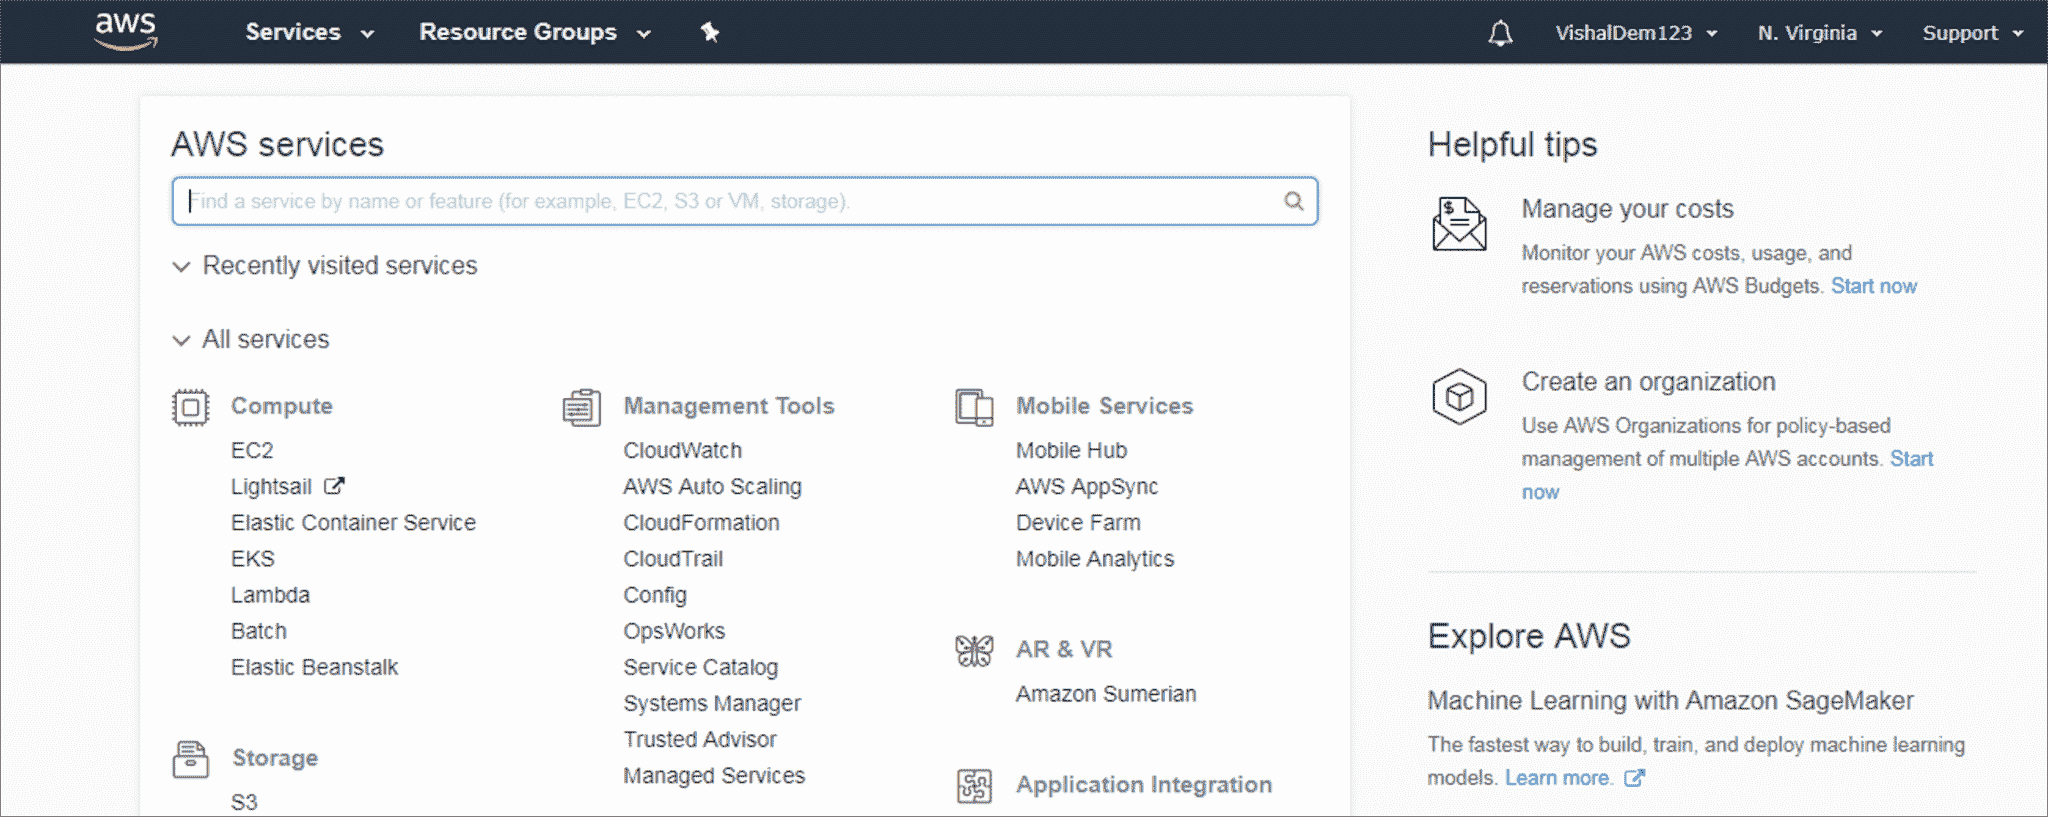 aws
Services
Resource Groups
VishalDem123
N. Virginia
Support
AWS services
Find a service by name or feature (for example, EC2, S3 or VM, storage).
Recently visited services
All services
Compute
EC2
Lightsail
Elastic Container Service
EKS
Lambda
Batch
Elastic Beanstalk
Storage
S3
Management Tools
CloudWatch
AWS Auto Scaling
CloudFormation
CloudTrail
Config
OpsWorks
Service Catalog
Systems Manager
Trusted Advisor
Managed Services
Mobile Services
Mobile Hub
AWS AppSync
Device Farm
Mobile Analytics
AR & VR
Amazon Sumerian
Application Integration
Helpful tips
$
Manage your costs
Monitor your AWS costs, usage, and
reservations using AWS Budgets. Start now
Create an organization
Use AWS Organizations for policy-based
management of multiple AWS accounts. Start
now
Explore AWS
Machine Learning with Amazon SageMaker
The fastest way to build, train, and deploy machine learning
models. Learn more.